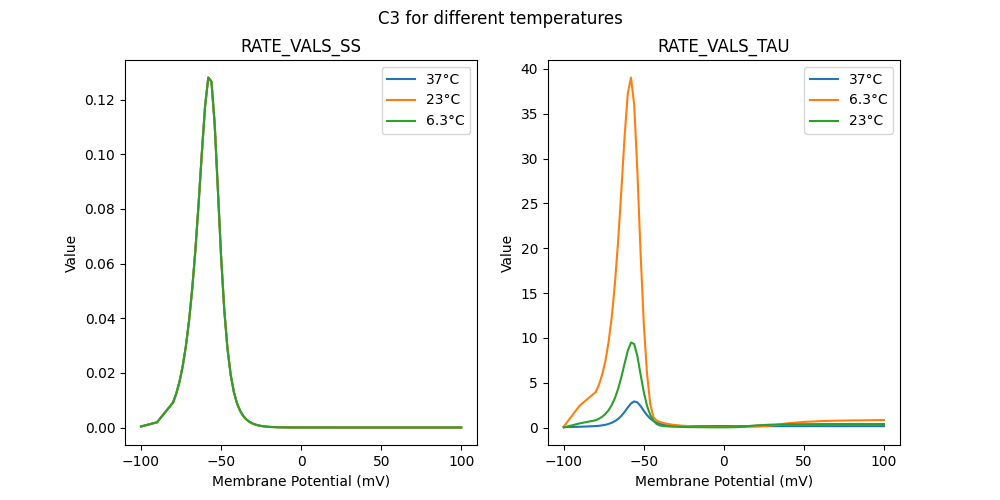 C3 for different temperatures
RATE_VALS_SS
37°C
23°C
6.3°C
Value
0.12
0.10
0.08
0.06
0.04
0.02
0.00
−100
−50
0
50
100
Membrane Potential (mV)
RATE_VALS_TAU
37°C
6.3°C
23°C
Value
40
35
30
25
20
15
10
5
0
−100
−50
0
50
100
Membrane Potential (mV)